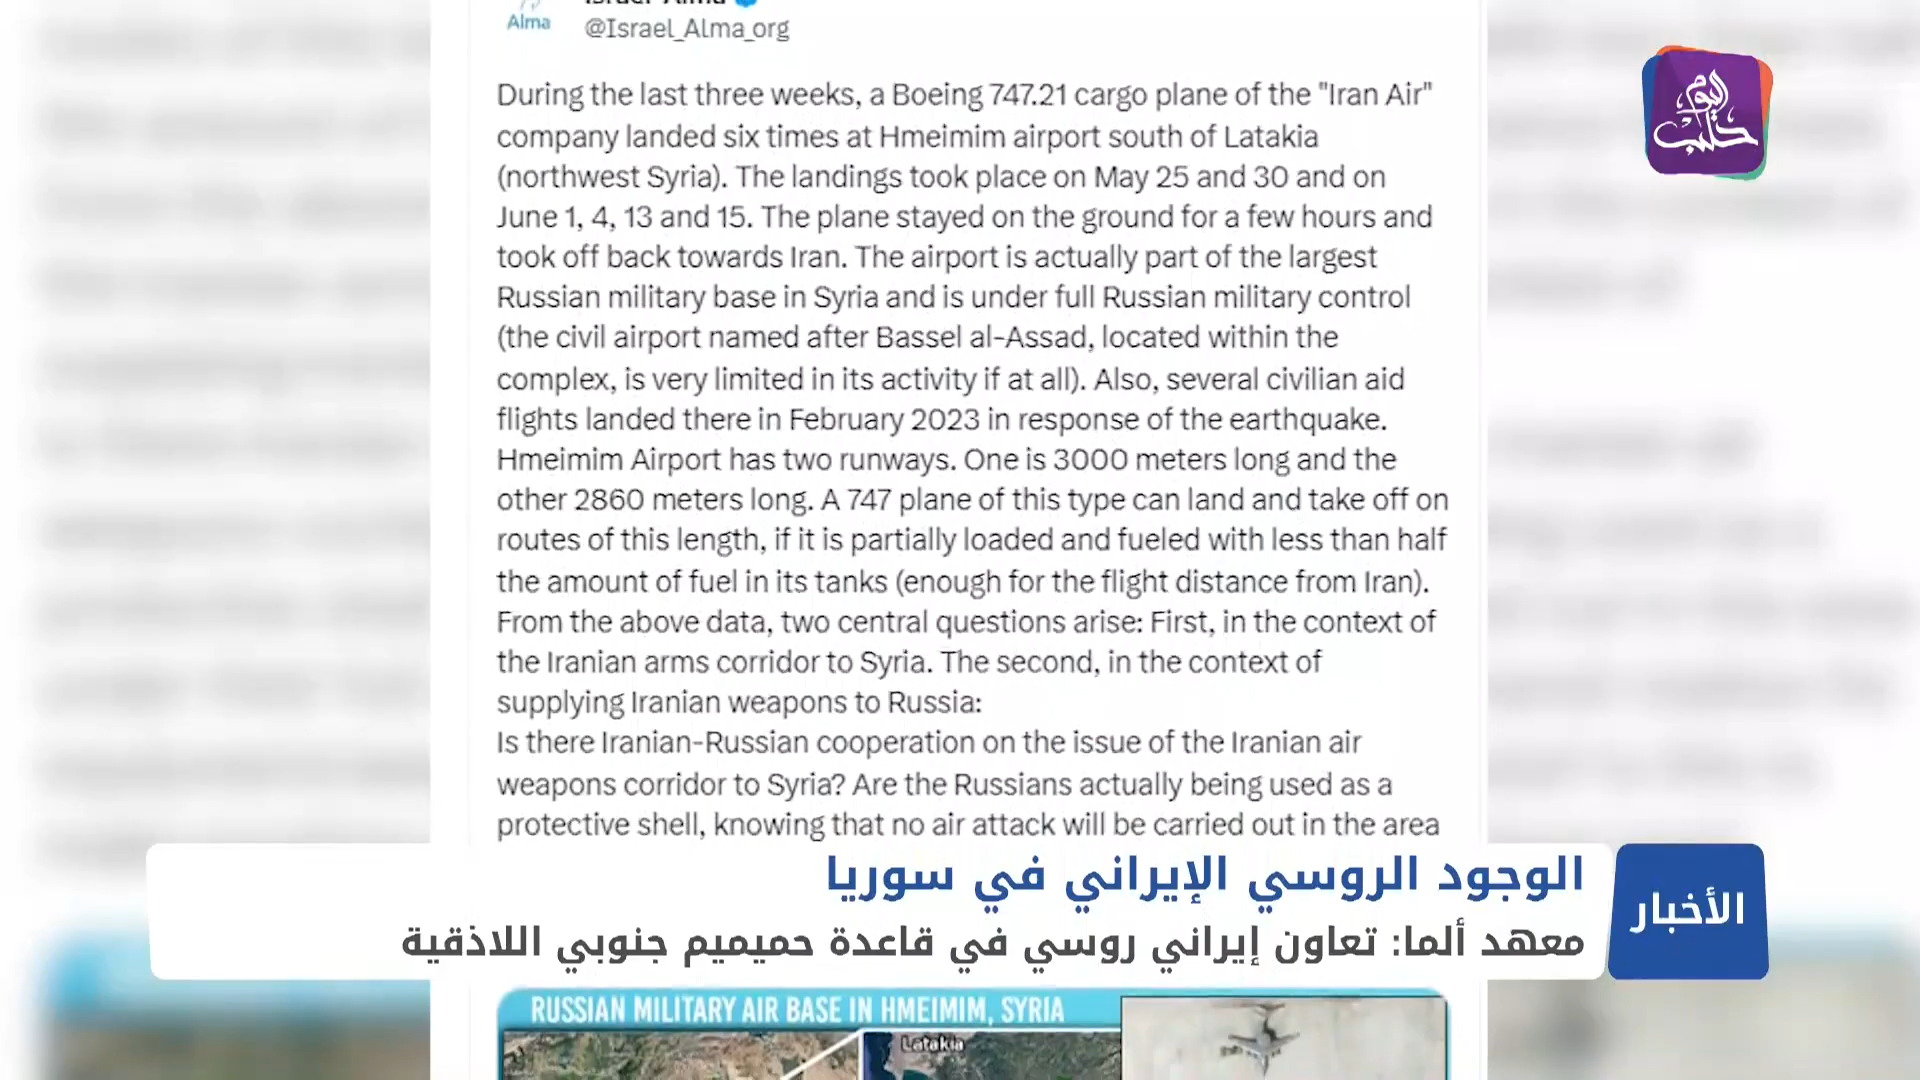 Israel-Alma
Alma
@Israel_Alma_org
اليوم
حلب
During the last three weeks, a Boeing 747.21 cargo plane of the "Iran Air"
company landed six times at Hmeimim airport south of Latakia
(northwest Syria). The landings took place on May 25 and 30 and on
June 1, 4, 13 and 15. The plane stayed on the ground for a few hours and
took off back towards Iran. The airport is actually part of the largest
Russian military base in Syria and is under full Russian military control
(the civil airport named after Bassel al-Assad, located within the
complex, is very limited in its activity if at all). Also, several civilian aid
flights landed there in February 2023 in response of the earthquake.
Hmeimim Airport has two runways. One is 3000 meters long and the
other 2860 meters long. A 747 plane of this type can land and take off on
routes of this length, if it is partially loaded and fueled with less than half
the amount of fuel in its tanks (enough for the flight distance from Iran).
From the above data, two central questions arise: First, in the context of
the Iranian arms corridor to Syria. The second, in the context of
supplying Iranian weapons to Russia:
Is there Iranian-Russian cooperation on the issue of the Iranian air
weapons corridor to Syria? Are the Russians actually being used as a
protective shell, knowing that no air attack will be carried out in the area
الأخبار
الوجود الروسي الإيراني في سوريا
معهد ألما: تعاون إيراني روسي في قاعدة حميميم جنوبي اللاذقية
RUSSIAN MILITARY AIR BASE IN HMEIMIM, SYRIA
Latakia